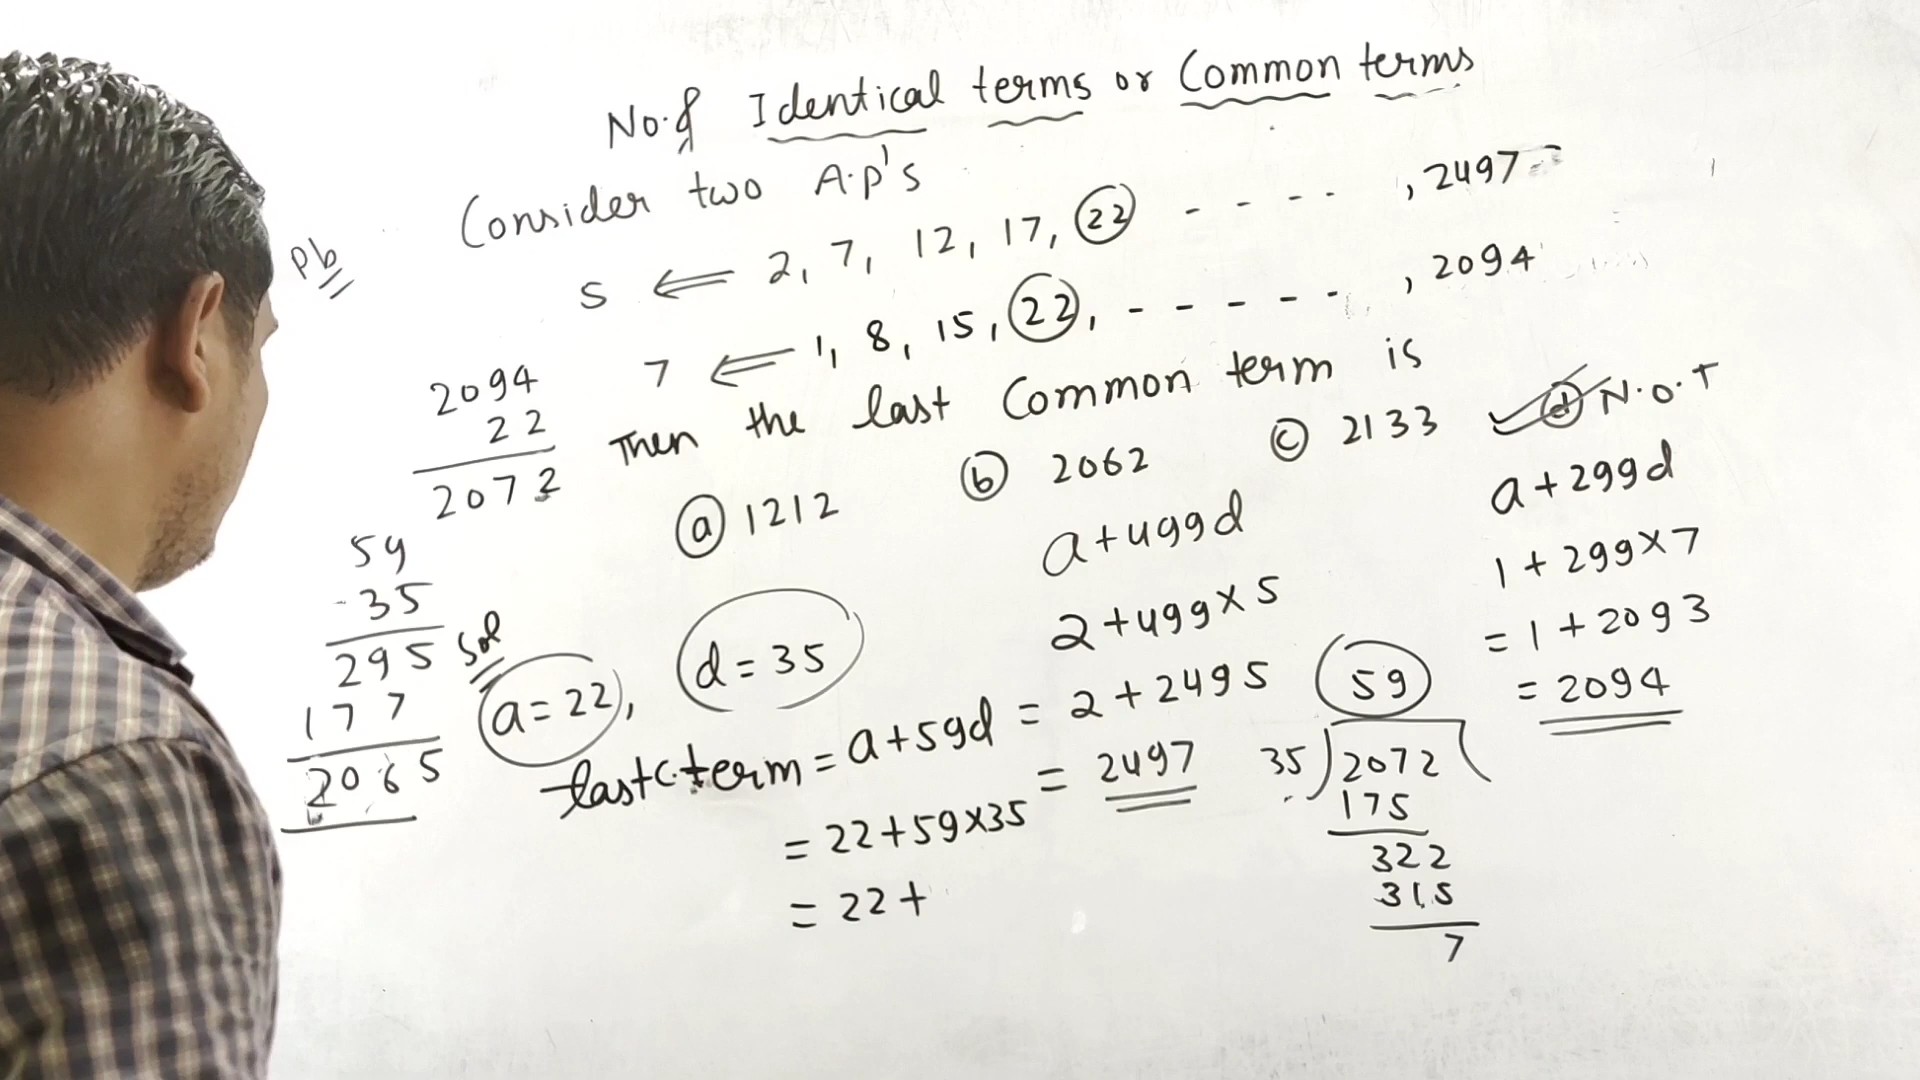 No. of Identical terms or Common terms
Pb
Consider two A.P's
5 ⇐ 2, 7, 12, 17, 22 - - - - , 2497
7 ⇐ 1, 8, 15, 22, - - - - - , 2094
Then the last Common term is
ⓐ 1212 ⓑ 2062 ⓒ 2133 ⓓ N.O.T
2094
22
2072
59
35
295
177
2065
Sol
a = 22, d = 35
last c. term = a + 59d
= 22 + 59 × 35
= 22 +
a + 499d
2 + 499 × 5
= 2 + 2495
= 2497
59
35 ) 2072 (
175
322
315
7
a + 299d
1 + 299 × 7
= 1 + 2093
= 2094